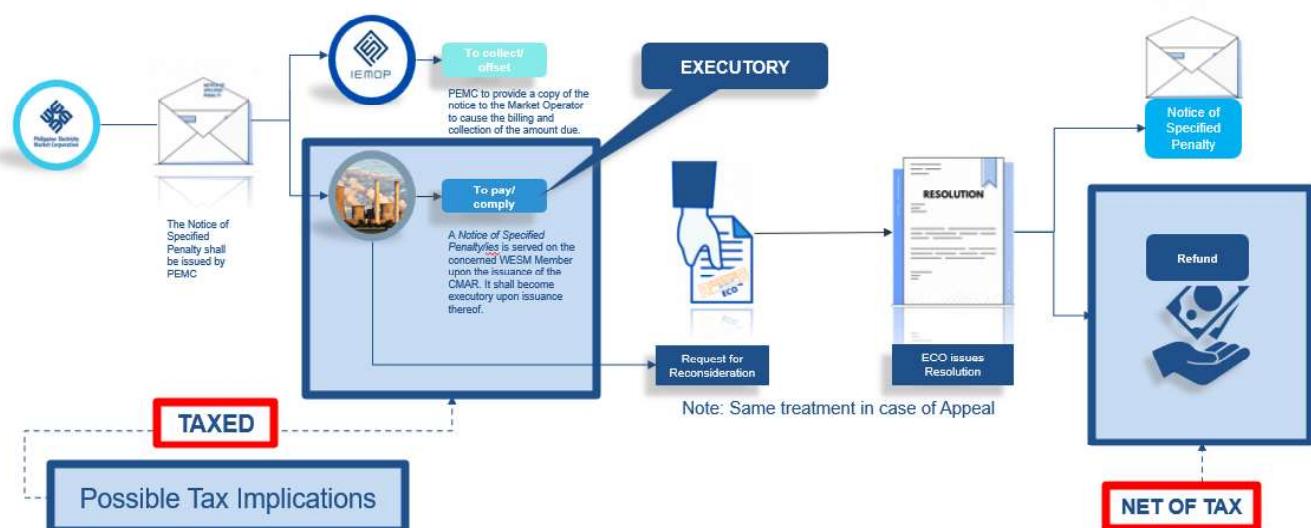 Philippine Electricity
Market Corporation
The Notice of
Specified
Penalty shall
be issued by
PEMC
IEMOP
To collect/
offset
PEMC to provide a copy of the
notice to the Market Operator
to cause the billing and
collection of the amount due.
EXECUTORY
To pay/
comply
A Notice of Specified
Penalty/ies is served on the
concerned WESM Member
upon the issuance of the
CMAR. It shall become
executory upon issuance
thereof.
ECO
Request for
Reconsideration
RESOLUTION
ECO issues
Resolution
Note: Same treatment in case of Appeal
Notice of
Specified
Penalty
Refund
TAXED
Possible Tax Implications
NET OF TAX